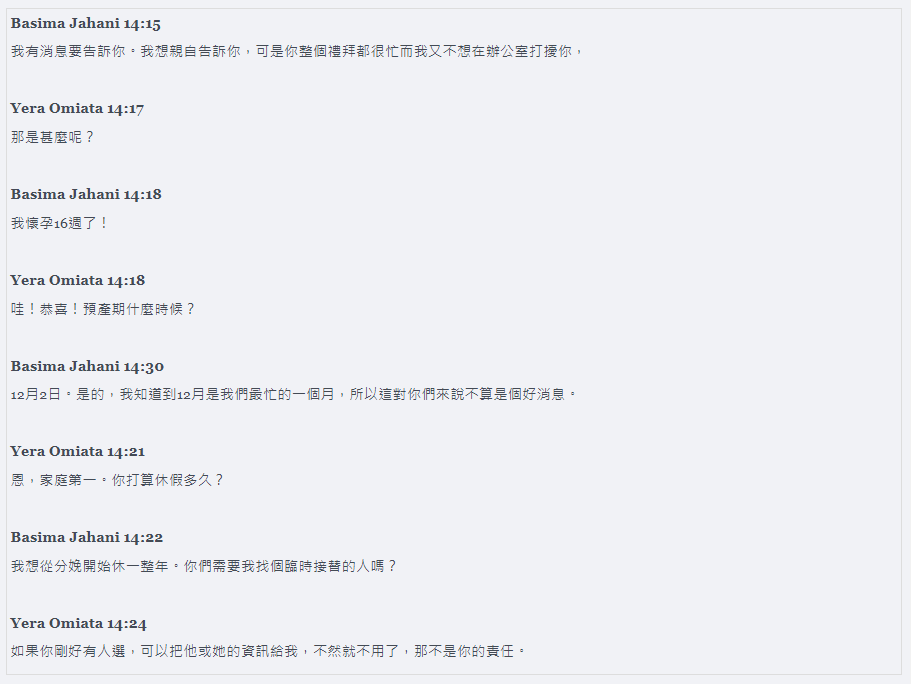 Basima Jahani 14:15
我有消息要告訴你。我想親自告訴你，可是你整個禮拜都很忙而我又不想在辦公室打擾你，
Yera Omiata 14:17
那是甚麼呢？
Basima Jahani 14:18
我懷孕16週了！
Yera Omiata 14:18
哇！恭喜！預產期什麼時候？
Basima Jahani 14:30
12月2日。是的，我知道到12月是我們最忙的一個月，所以這對你們來說不算是個好消息。
Yera Omiata 14:21
恩，家庭第一。你打算休假多久？
Basima Jahani 14:22
我想從分娩開始休一整年。你們需要我找個臨時接替的人嗎？
Yera Omiata 14:24
如果你剛好有人選，可以把他或她的資訊給我，不然就不用了，那不是你的責任。